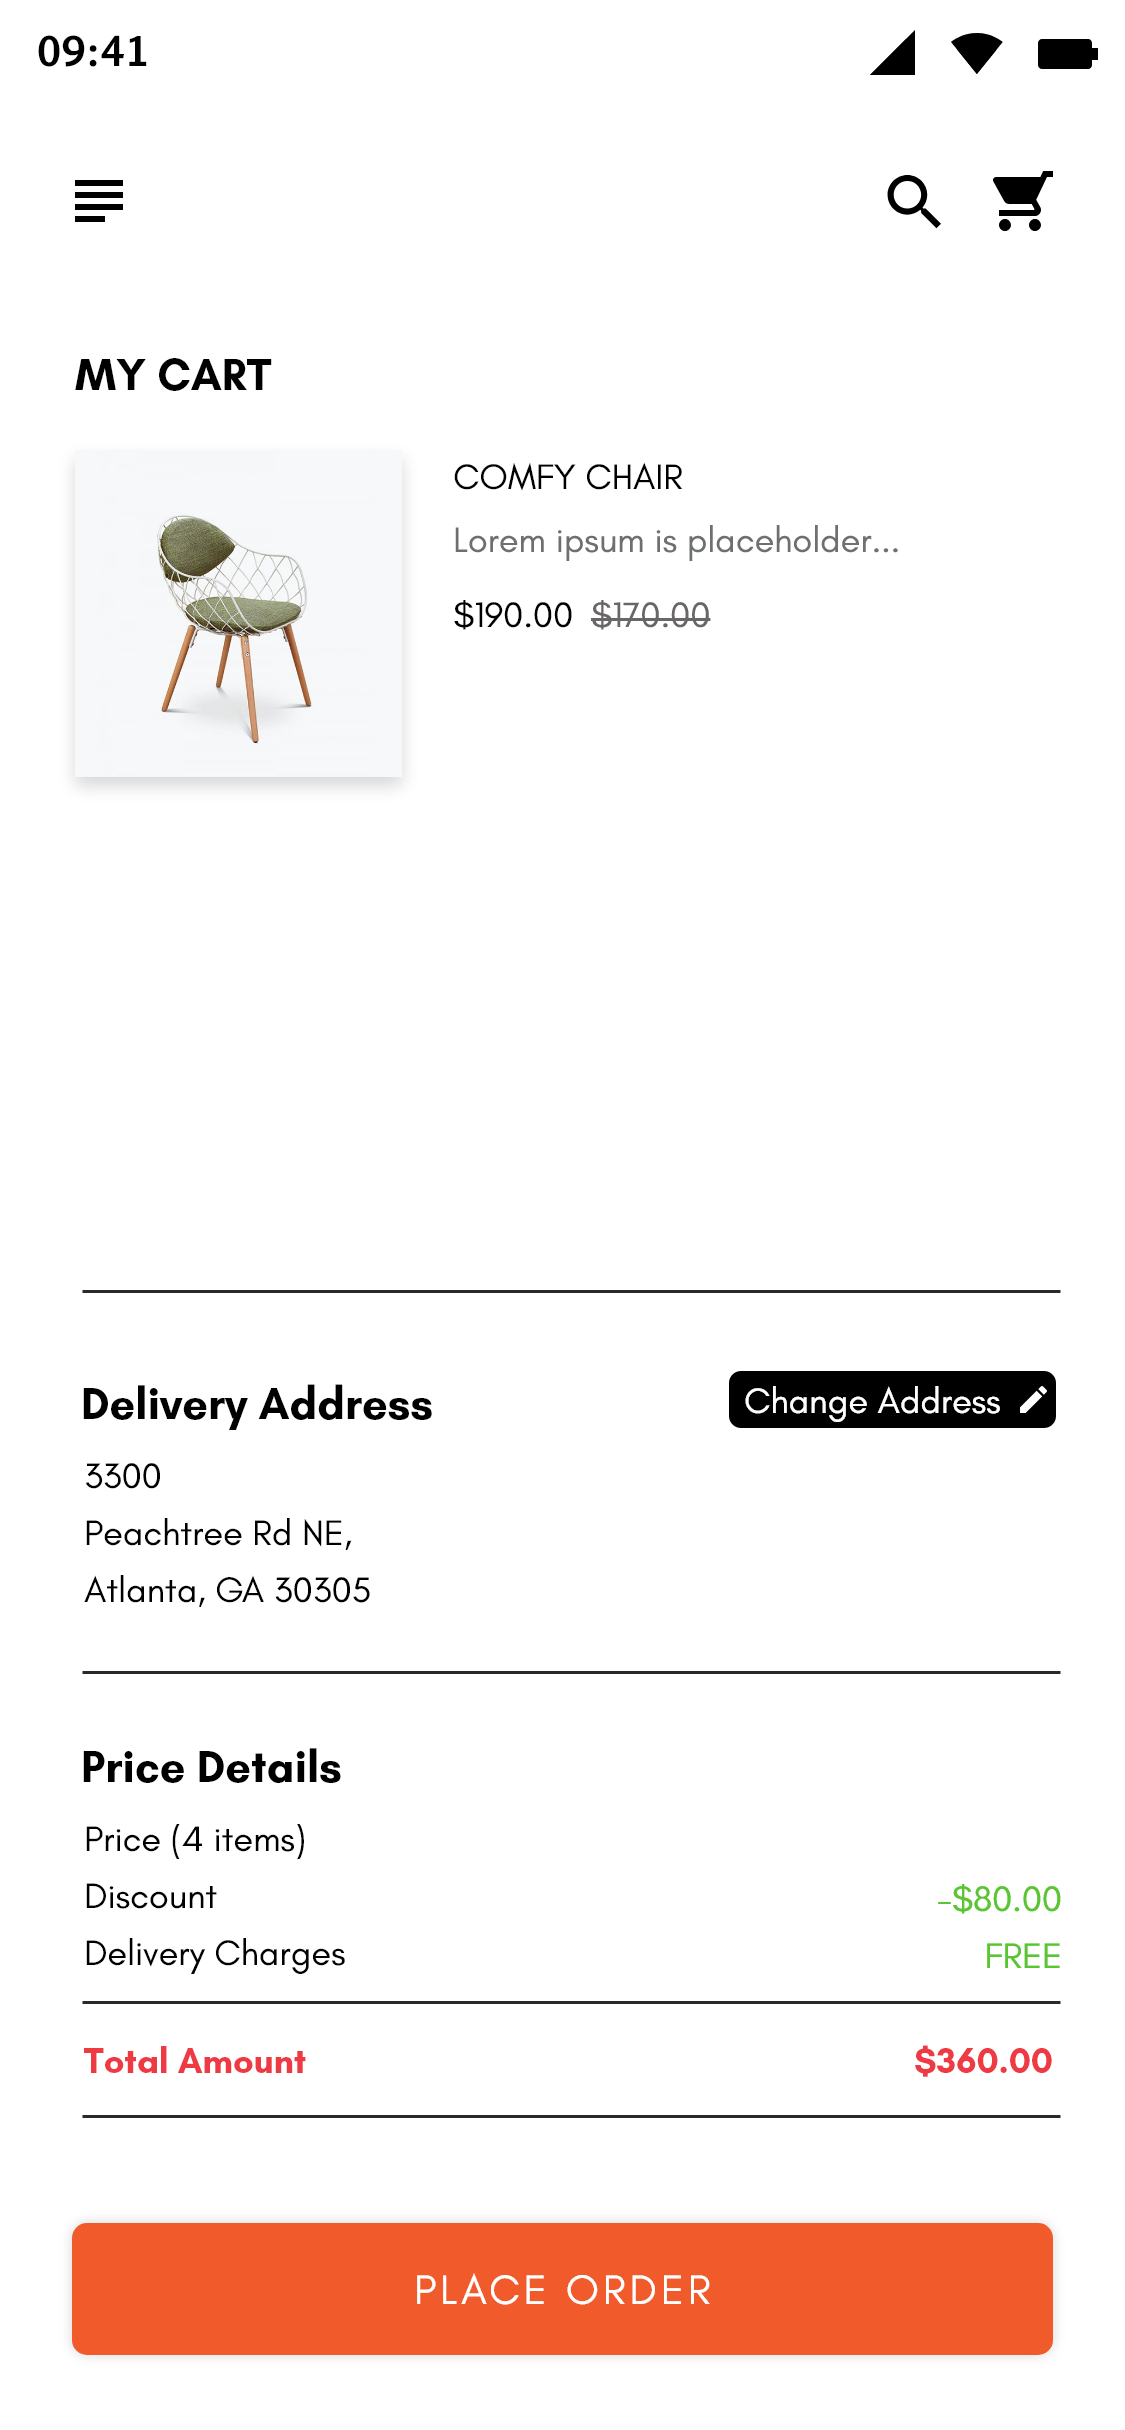 09:41
MY CART
COMFY CHAIR
Lorem ipsum is placeholder...
$190.00 $170.00
Delivery Address
Change Address
3300
Peachtree Rd NE,
Atlanta, GA 30305
Price Details
Price (4 items)
Discount -$80.00
Delivery Charges FREE
Total Amount $360.00
PLACE ORDER